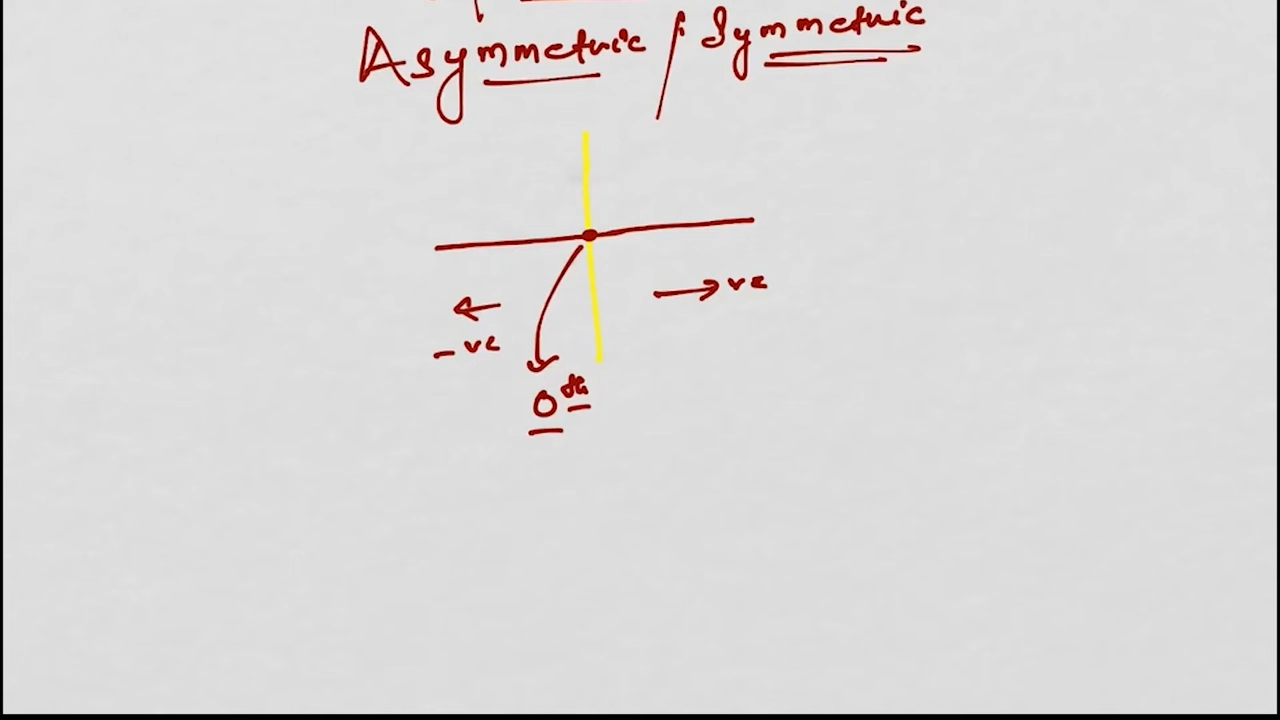 Asymmetric / Symmetric
← → ve
- ve
0th